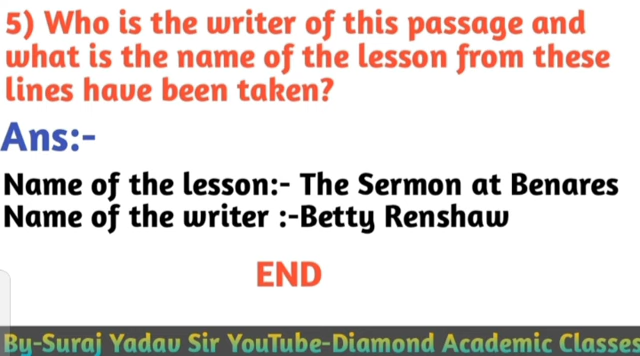 5) Who is the writer of this passage and
what is the name of the lesson from these
lines have been taken?
Ans:-
Name of the lesson:- The Sermon at Benares
Name of the writer :-Betty Renshaw
END
By-Suraj Yadav Sir YouTube-Diamond Academic Classes